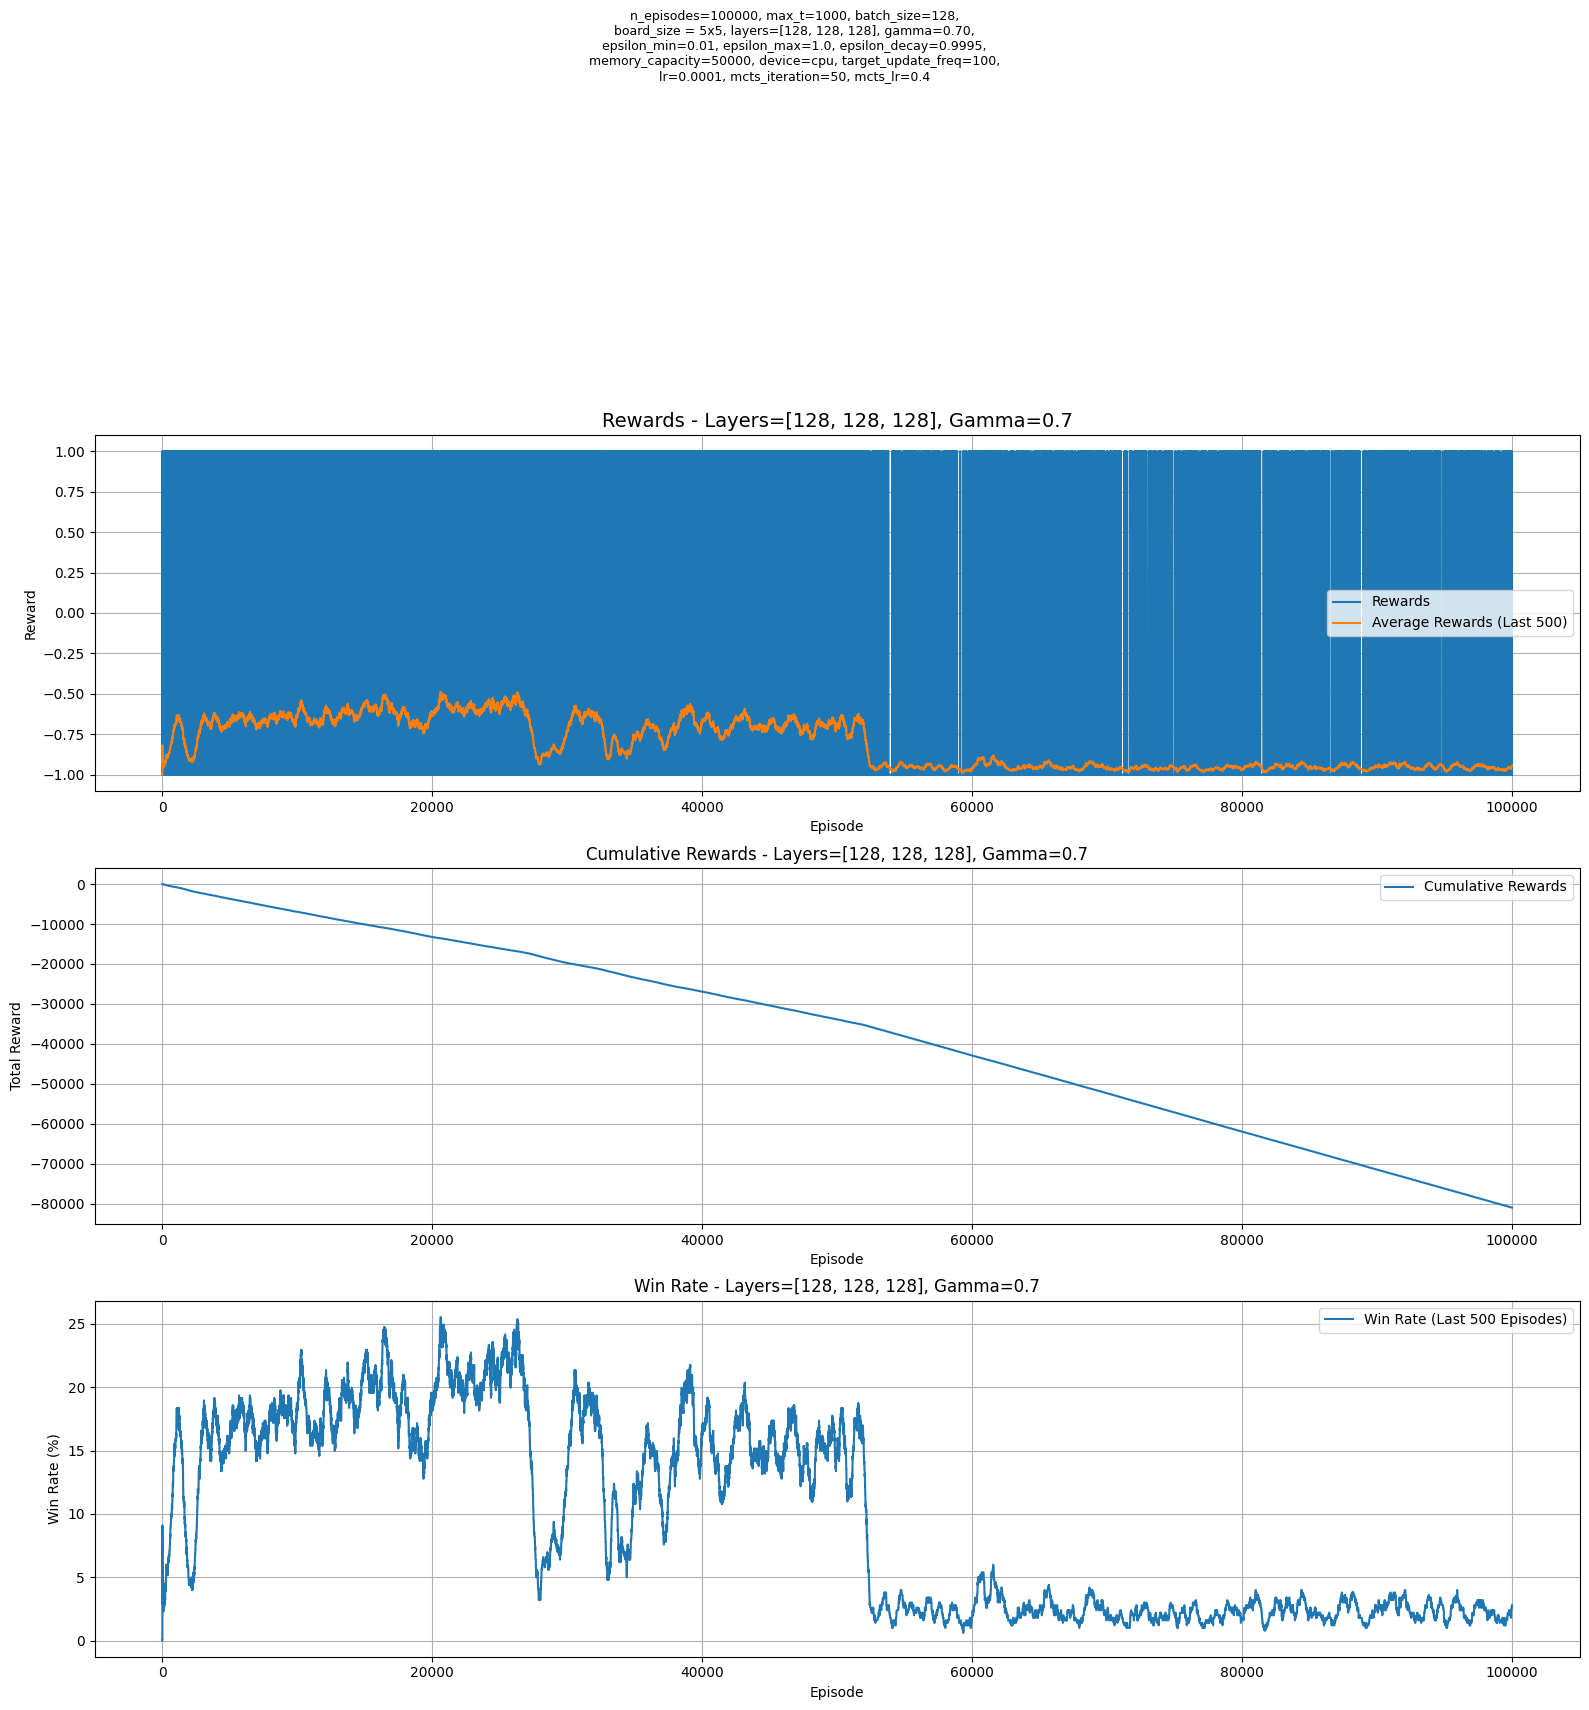 n_episodes=100000, max_t=1000, batch_size=128,
board_size = 5x5, layers=[128, 128, 128], gamma=0.70,
epsilon_min=0.01, epsilon_max=1.0, epsilon_decay=0.9995,
memory_capacity=50000, device=cpu, target_update_freq=100,
lr=0.0001, mcts_iteration=50, mcts_lr=0.4
Rewards - Layers=[128, 128, 128], Gamma=0.7
1.00
0.75
0.50
0.25
0.00
−0.25
−0.50
−0.75
−1.00
Reward
Rewards
Average Rewards (Last 500)
0
20000
40000
60000
80000
100000
Episode
Cumulative Rewards - Layers=[128, 128, 128], Gamma=0.7
0
−10000
−20000
−30000
−40000
−50000
−60000
−70000
−80000
Total Reward
Cumulative Rewards
0
20000
40000
60000
80000
100000
Episode
Win Rate - Layers=[128, 128, 128], Gamma=0.7
25
20
15
10
5
0
Win Rate (%)
Win Rate (Last 500 Episodes)
0
20000
40000
60000
80000
100000
Episode